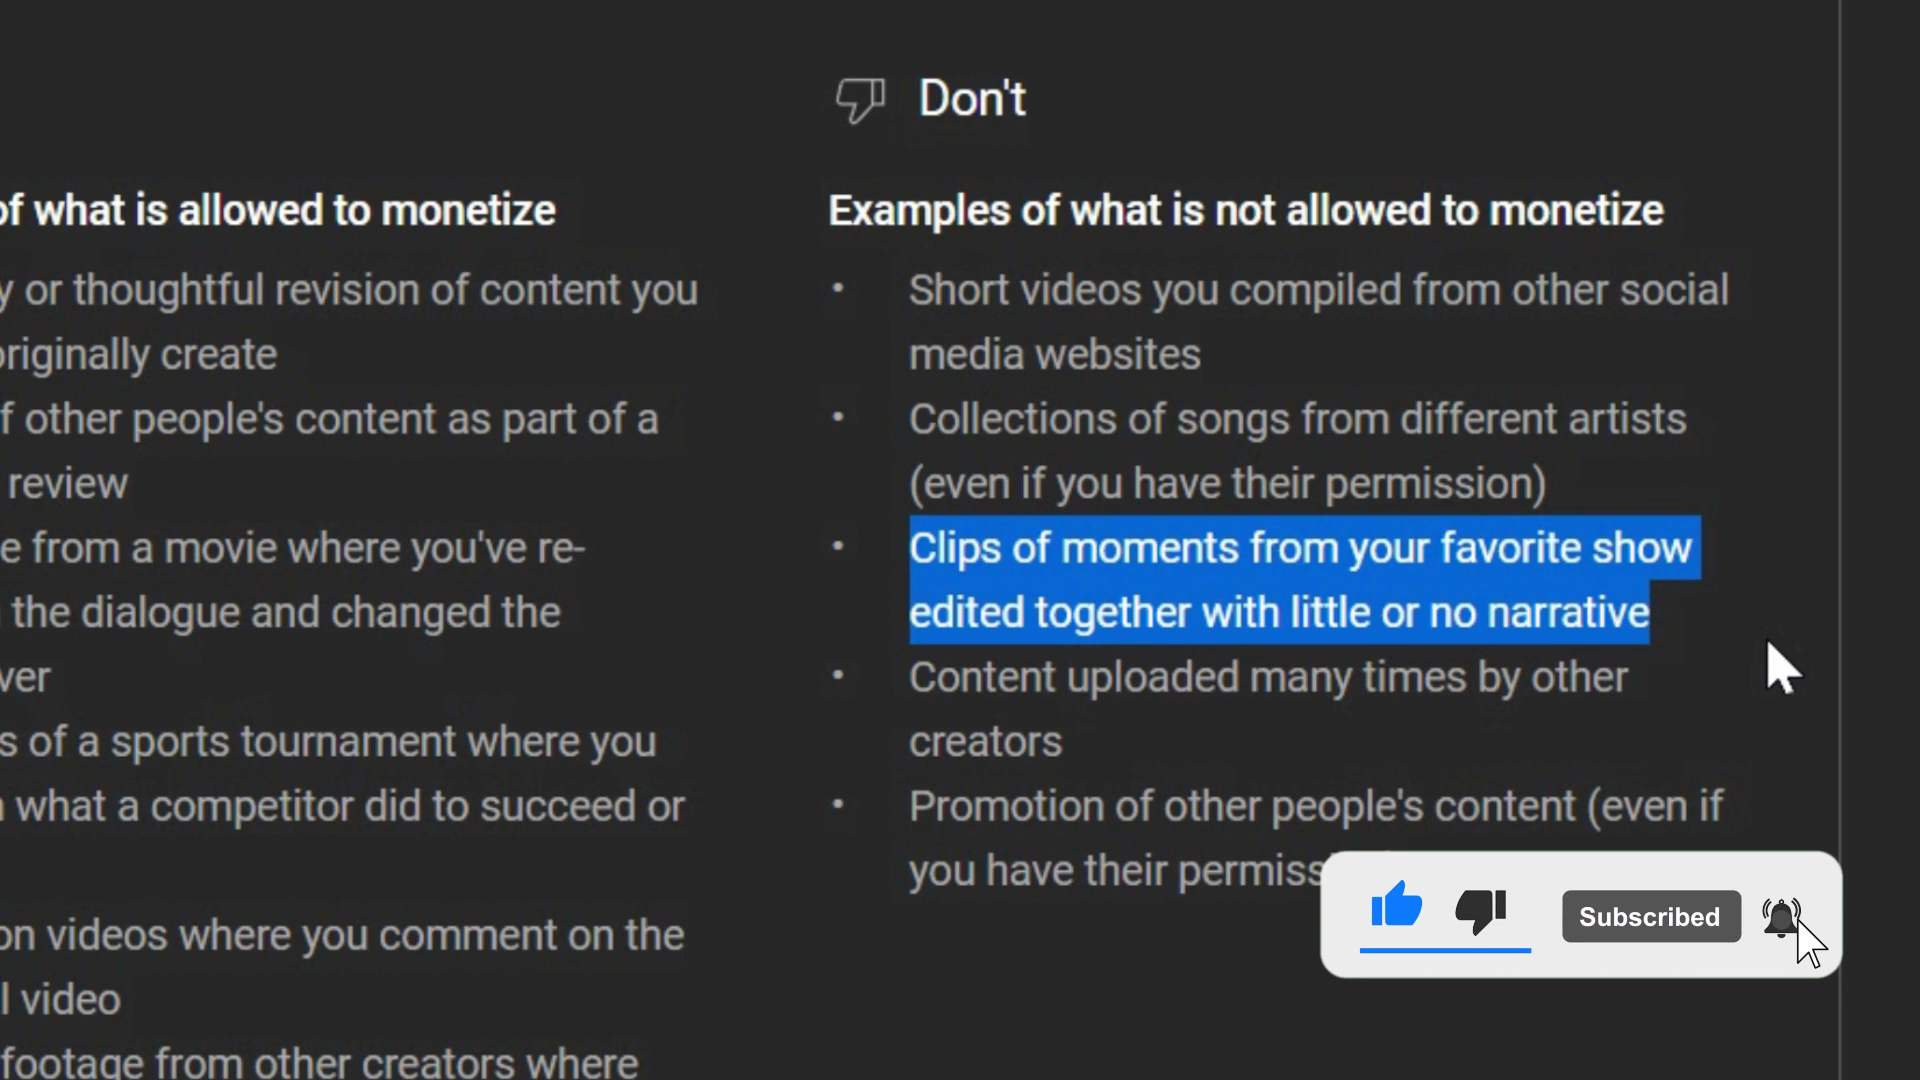 Don't
of what is allowed to monetize
y or thoughtful revision of content you
originally create
f other people's content as part of a
review
e from a movie where you've re-
the dialogue and changed the
ver
s of a sports tournament where you
what a competitor did to succeed or
on videos where you comment on the
l video
footage from other creators where
Examples of what is not allowed to monetize
• Short videos you compiled from other social
media websites
• Collections of songs from different artists
(even if you have their permission)
• Clips of moments from your favorite show
edited together with little or no narrative
• Content uploaded many times by other
creators
• Promotion of other people's content (even if
you have their permiss
Subscribed